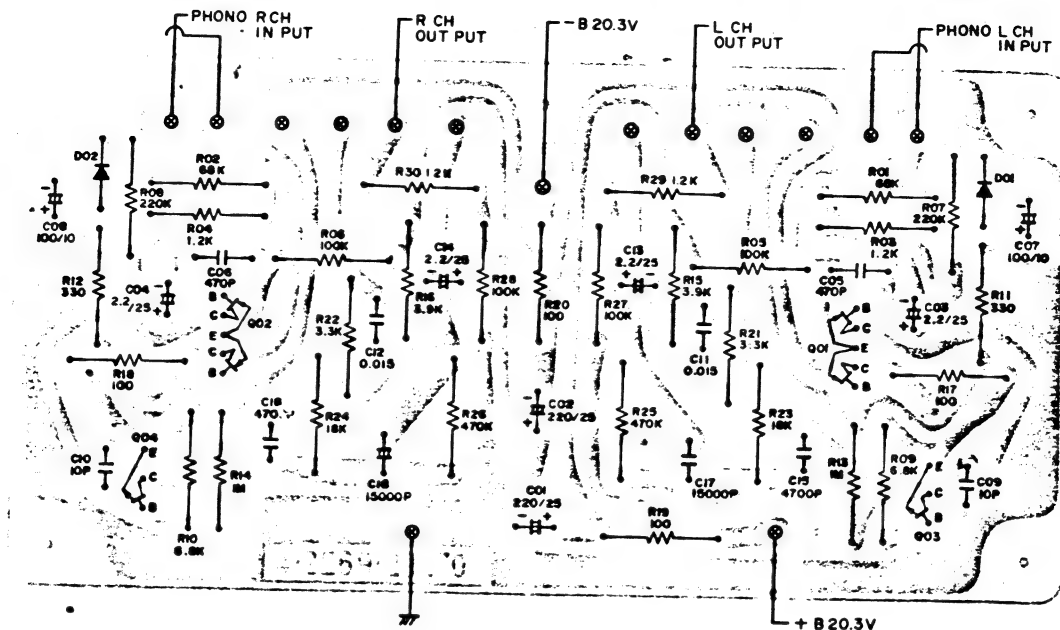 PHONO R CH
IN PUT
R CH
OUT PUT
-B 20.3V
L CH
OUT PUT
PHONO L CH
IN PUT
D02
R02
68K
R08
220K
C08
100/10
R04
1.2K
R30 1.2K
R29 1.2K
R01
68K
R07
220K
D01
C07
100/10
R03
1.2K
R06
100K
C06
470P
C04
2.2/25
R12
330
B
C
E
C
B
Q02
C14
2.2/25
R16
3.9K
R28
100K
R20
100
R27
100K
C13
2.2/25
R15
3.9K
R05
100K
C05
470P
C03
2.2/25
R11
330
R22
3.3K
C12
0.015
C11
0.015
R21
3.3K
Q01
B
C
E
C
B
R18
100
R17
100
R24
18K
R26
470K
C02
220/25
R25
470K
R23
18K
Q04
E
C
B
C10
10P
R10
6.8K
R14
1M
C16
15000P
C01
220/25
C17
15000P
C15
4700P
R13
1M
R09
6.8K
E
C
B
Q03
C09
10P
R19
100
+B 20.3V